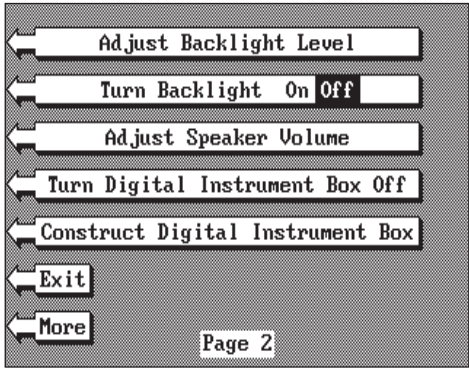 Adjust Backlight Level
Turn Backlight On Off
Adjust Speaker Volume
Turn Digital Instrument Box Off
Construct Digital Instrument Box
Exit
More
Page 2